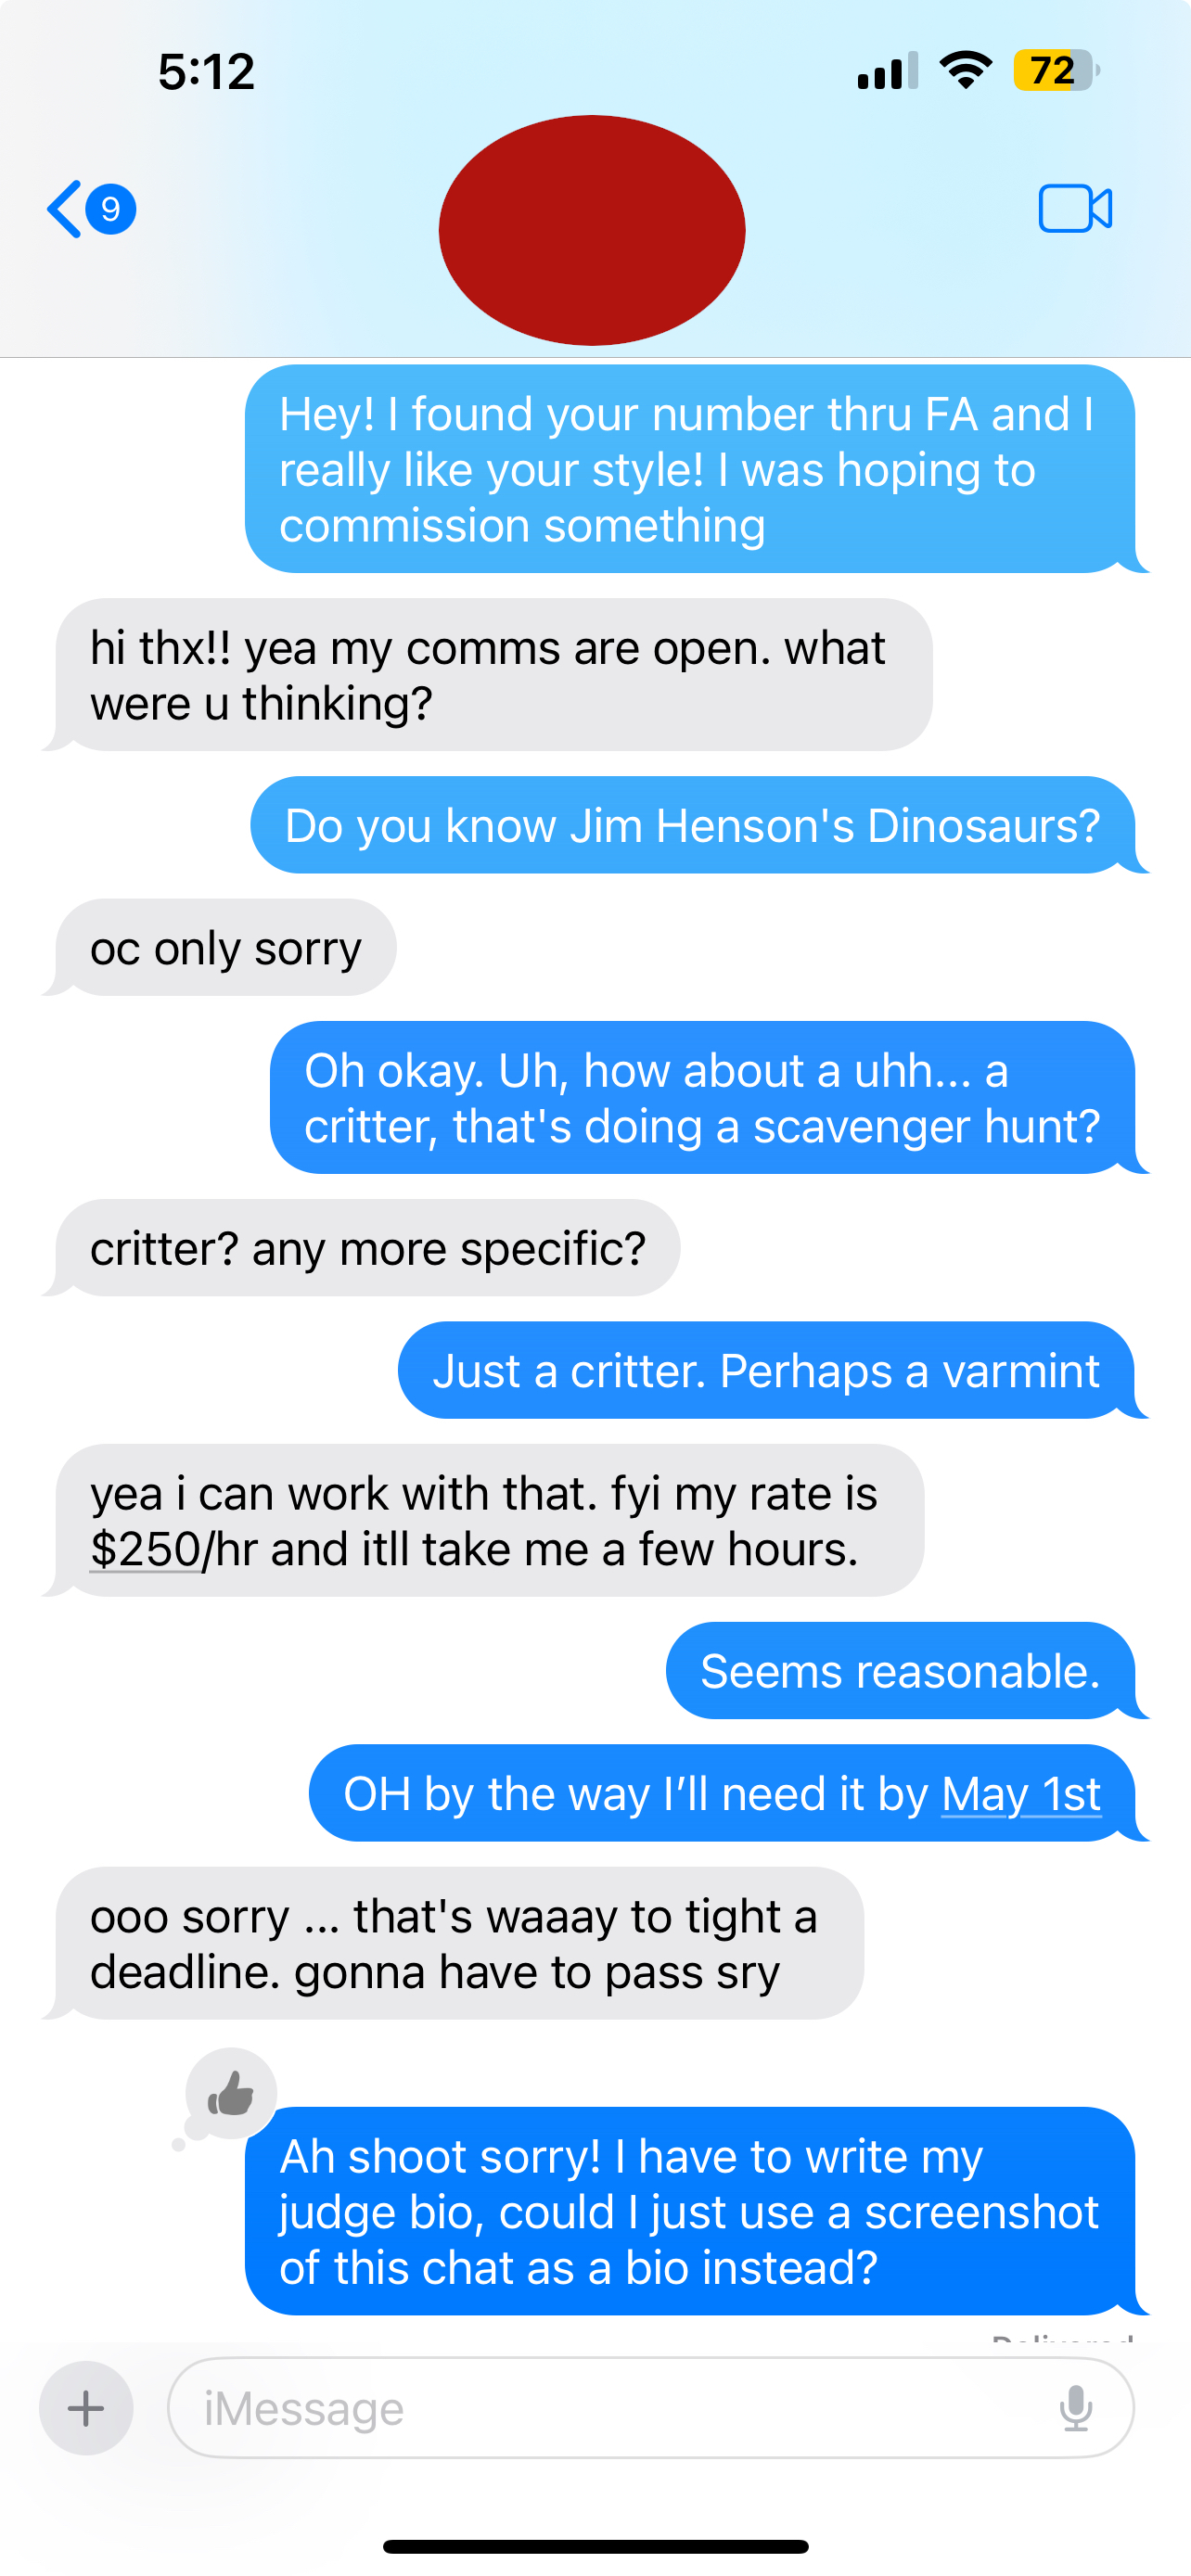 5:12
72
9
Hey! I found your number thru FA and I
really like your style! I was hoping to
commission something
hi thx!! yea my comms are open. what
were u thinking?
Do you know Jim Henson's Dinosaurs?
oc only sorry
Oh okay. Uh, how about a uhh... a
critter, that's doing a scavenger hunt?
critter? any more specific?
Just a critter. Perhaps a varmint
yea i can work with that. fyi my rate is
$250/hr and itll take me a few hours.
Seems reasonable.
OH by the way I’ll need it by May 1st
ooo sorry ... that's waaay to tight a
deadline. gonna have to pass sry
Ah shoot sorry! I have to write my
judge bio, could I just use a screenshot
of this chat as a bio instead?
Delivered
iMessage